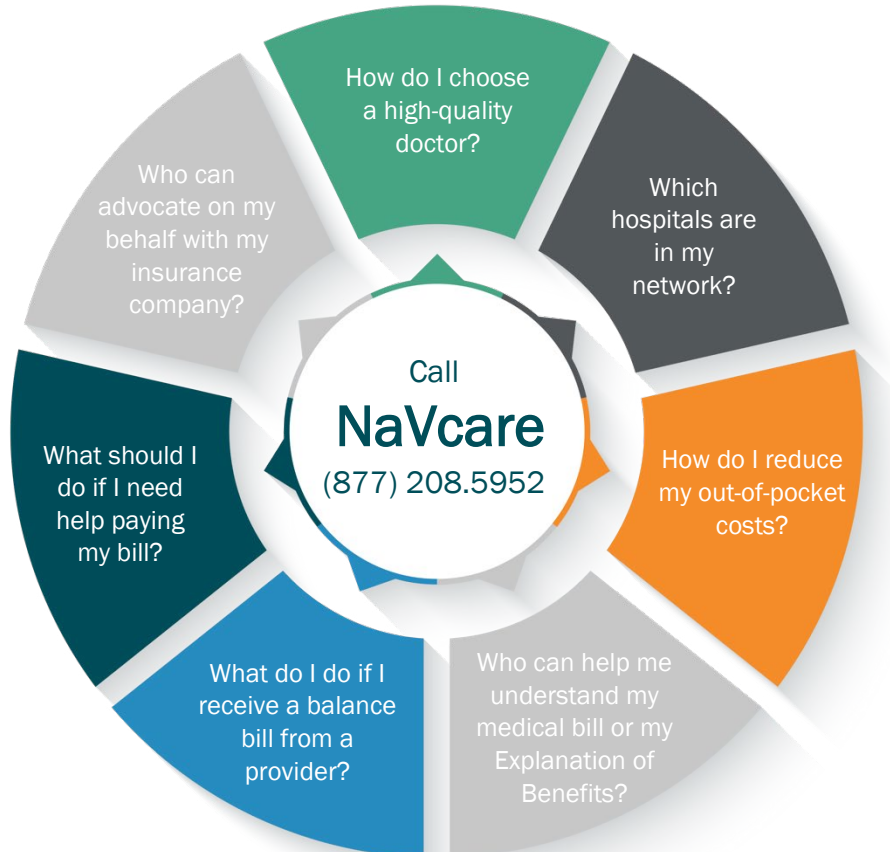 How do I choose
a high-quality
doctor?
Which
hospitals are
in my
network?
How do I reduce
my out-of-pocket
costs?
Who can help me
understand my
medical bill or my
Explanation of
Benefits?
What do I do if I
receive a balance
bill from a
provider?
What should I
do if I need
help paying
my bill?
Who can
advocate on my
behalf with my
insurance
company?
Call
NaVcare
(877) 208.5952